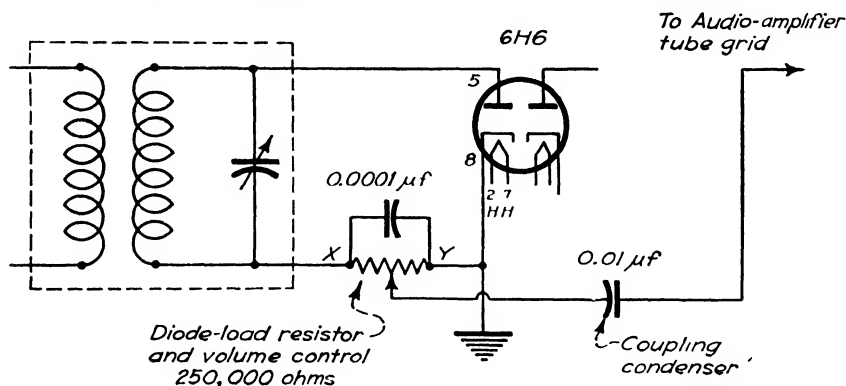 6H6
To Audio-amplifier
tube grid
5
8
2 7
H H
0.0001 μf
X
Y
0.01 μf
Diode-load resistor
and volume control
250,000 ohms
Coupling
condenser